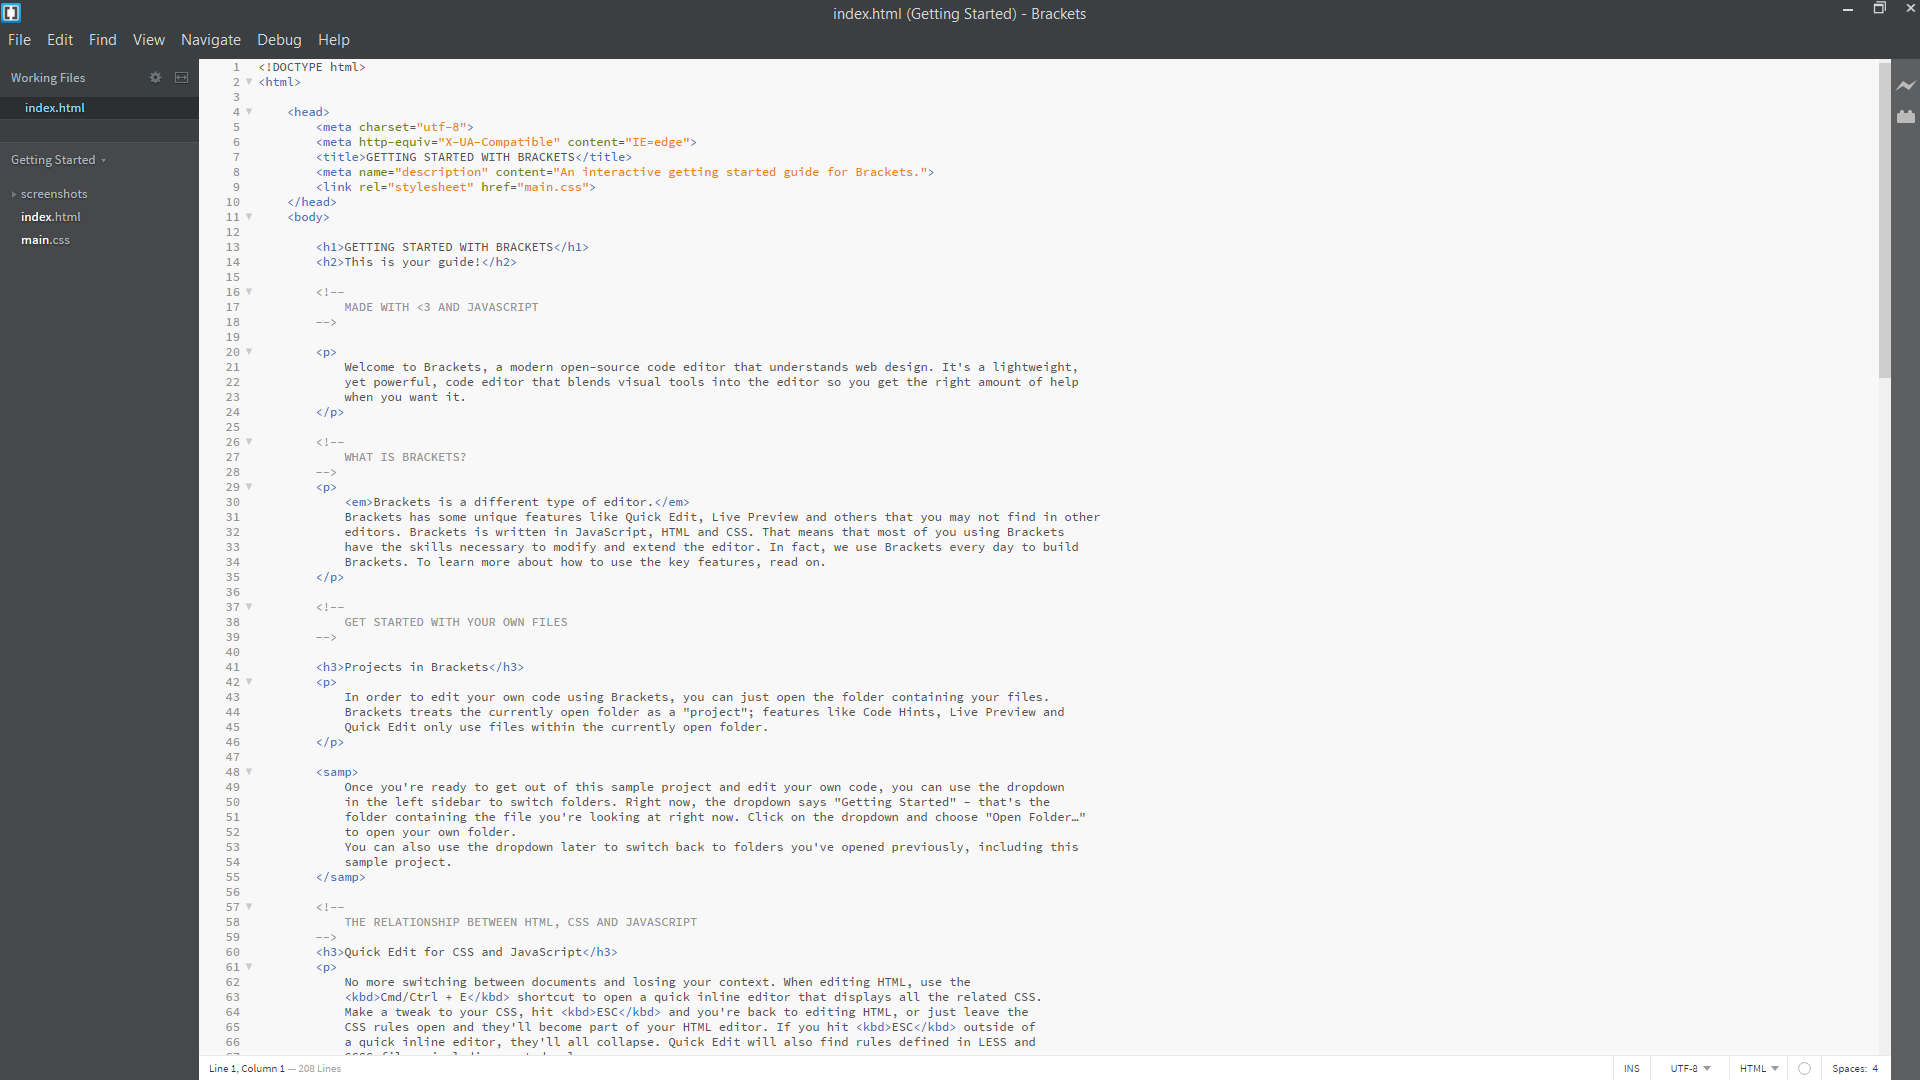 index.html (Getting Started) - Brackets
File Edit Find View Navigate Debug Help
Working Files
index.html
Getting Started
screenshots
index.html
main.css
1 <!DOCTYPE html>
2 <html>
3
4 <head>
5 <meta charset="utf-8">
6 <meta http-equiv="X-UA-Compatible" content="IE=edge">
7 <title>GETTING STARTED WITH BRACKETS</title>
8 <meta name="description" content="An interactive getting started guide for Brackets.">
9 <link rel="stylesheet" href="main.css">
10 </head>
11 <body>
12
13 <h1>GETTING STARTED WITH BRACKETS</h1>
14 <h2>This is your guide!</h2>
15
16 <!--
17 MADE WITH <3 AND JAVASCRIPT
18 -->
19
20 <p>
21 Welcome to Brackets, a modern open-source code editor that understands web design. It's a lightweight,
22 yet powerful, code editor that blends visual tools into the editor so you get the right amount of help
23 when you want it.
24 </p>
25
26 <!--
27 WHAT IS BRACKETS?
28 -->
29 <p>
30 <em>Brackets is a different type of editor.</em>
31 Brackets has some unique features like Quick Edit, Live Preview and others that you may not find in other
32 editors. Brackets is written in JavaScript, HTML and CSS. That means that most of you using Brackets
33 have the skills necessary to modify and extend the editor. In fact, we use Brackets every day to build
34 Brackets. To learn more about how to use the key features, read on.
35 </p>
36
37 <!--
38 GET STARTED WITH YOUR OWN FILES
39 -->
40
41 <h3>Projects in Brackets</h3>
42 <p>
43 In order to edit your own code using Brackets, you can just open the folder containing your files.
44 Brackets treats the currently open folder as a "project"; features like Code Hints, Live Preview and
45 Quick Edit only use files within the currently open folder.
46 </p>
47
48 <samp>
49 Once you're ready to get out of this sample project and edit your own code, you can use the dropdown
50 in the left sidebar to switch folders. Right now, the dropdown says "Getting Started" - that's the
51 folder containing the file you're looking at right now. Click on the dropdown and choose "Open Folder…"
52 to open your own folder.
53 You can also use the dropdown later to switch back to folders you've opened previously, including this
54 sample project.
55 </samp>
56
57 <!--
58 THE RELATIONSHIP BETWEEN HTML, CSS AND JAVASCRIPT
59 -->
60 <h3>Quick Edit for CSS and JavaScript</h3>
61 <p>
62 No more switching between documents and losing your context. When editing HTML, use the
63 <kbd>Cmd/Ctrl + E</kbd> shortcut to open a quick inline editor that displays all the related CSS.
64 Make a tweak to your CSS, hit <kbd>ESC</kbd> and you're back to editing HTML, or just leave the
65 CSS rules open and they'll become part of your HTML editor. If you hit <kbd>ESC</kbd> outside of
66 a quick inline editor, they'll all collapse. Quick Edit will also find rules defined in LESS and
Line 1, Column 1 — 208 Lines
INS UTF-8 HTML Spaces: 4